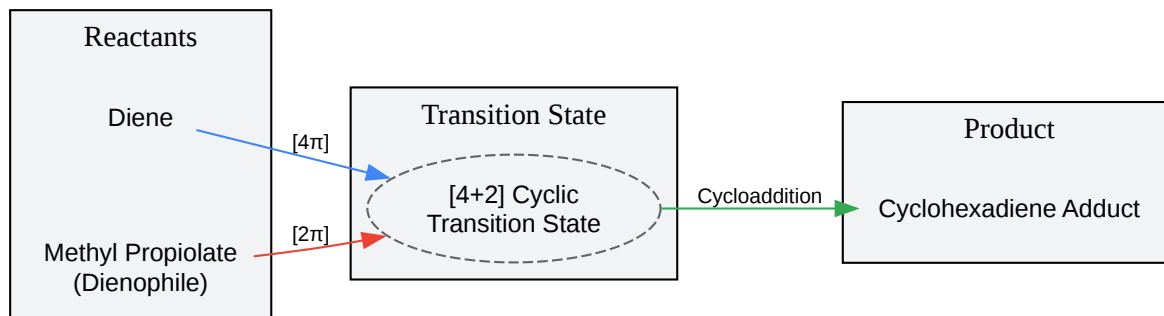 Reactants
Diene
Methyl Propiolate
(Dienophile)
[4π]
[2π]
Transition State
[4+2] Cyclic
Transition State
Cycloaddition
Product
Cyclohexadiene Adduct